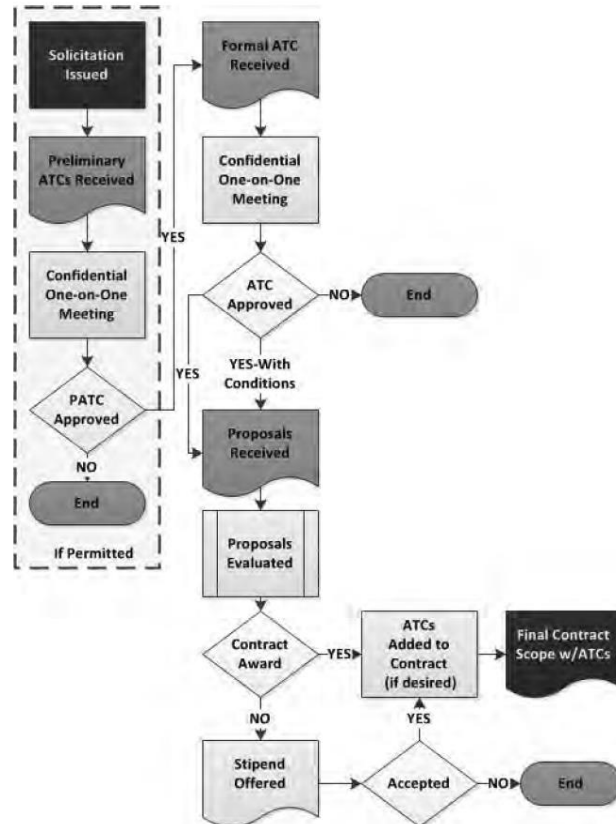 Solicitation
Issued
Preliminary
ATCs Received
Confidential
One-on-One
Meeting
PATC
Approved
NO
End
If Permitted
YES
Formal ATC
Received
Confidential
One-on-One
Meeting
ATC
Approved
NO
End
YES
YES-With
Conditions
Proposals
Received
Proposals
Evaluated
Contract
Award
YES
ATCs
Added to
Contract
(if desired)
Final Contract
Scope w/ATCs
NO
YES
Stipend
Offered
Accepted
NO
End